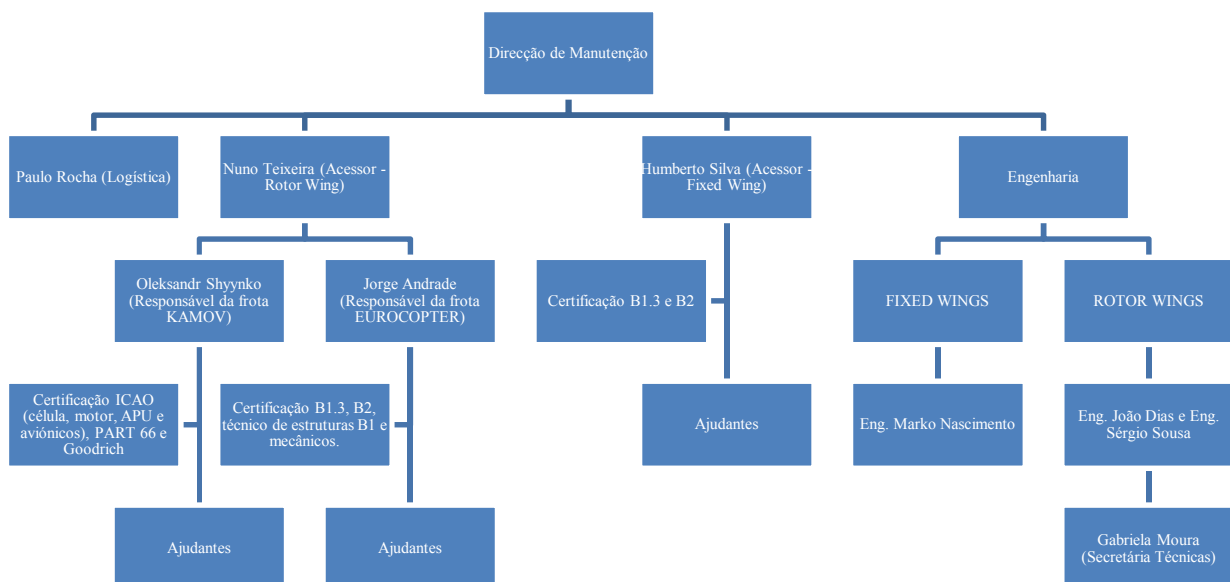 Direcção de Manutenção
Paulo Rocha (Logística)
Nuno Teixeira (Acessor -
Rotor Wing)
Humberto Silva (Acessor -
Fixed Wing)
Engenharia
Oleksandr Shyynko
(Responsável da frota
KAMOV)
Jorge Andrade
(Responsável da frota
EUROCOPTER)
Certificação B1.3 e B2
FIXED WINGS
ROTOR WINGS
Certificação ICAO
(célula, motor, APU e
aviónicos), PART 66 e
Goodrich
Certificação B1.3, B2,
técnico de estruturas B1 e
mecânicos.
Ajudantes
Eng. Marko Nascimento
Eng. João Dias e Eng.
Sérgio Sousa
Ajudantes
Ajudantes
Gabriela Moura
(Secretária Técnicas)